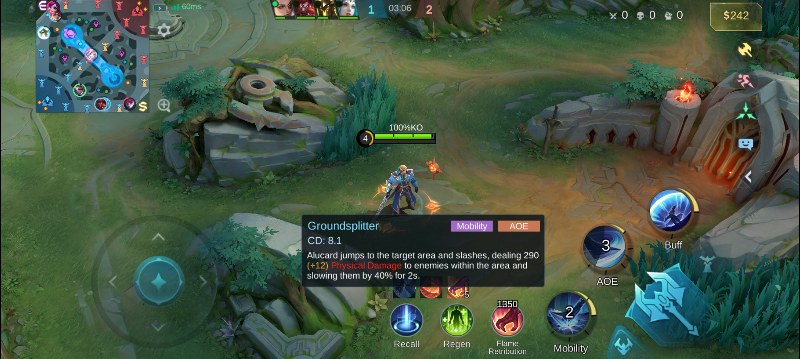 60ms
1
03:06
2
0
0
0
$242
$
4
100%KO
Groundsplitter
Mobility
AOE
CD: 8.1
Alucard jumps to the target area and slashes, dealing 290
(+12) Physical Damage to enemies within the area and
slowing them by 40% for 2s.
Buff
3
AOE
5
1350
2
Recall
Regen
Flame
Retribution
Mobility